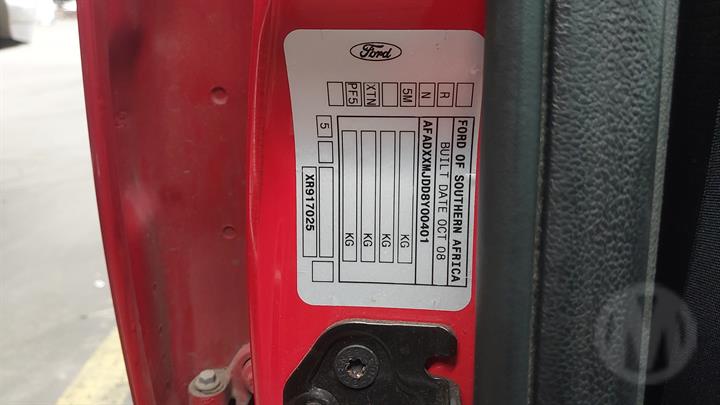 Ford
FORD OF SOUTHERN AFRICA
BUILT DATE OCT 08
AFADXXMJDD8Y00401
R
N
5M
XTN
PF5
KG
KG
KG
KG
5
XR917025
M